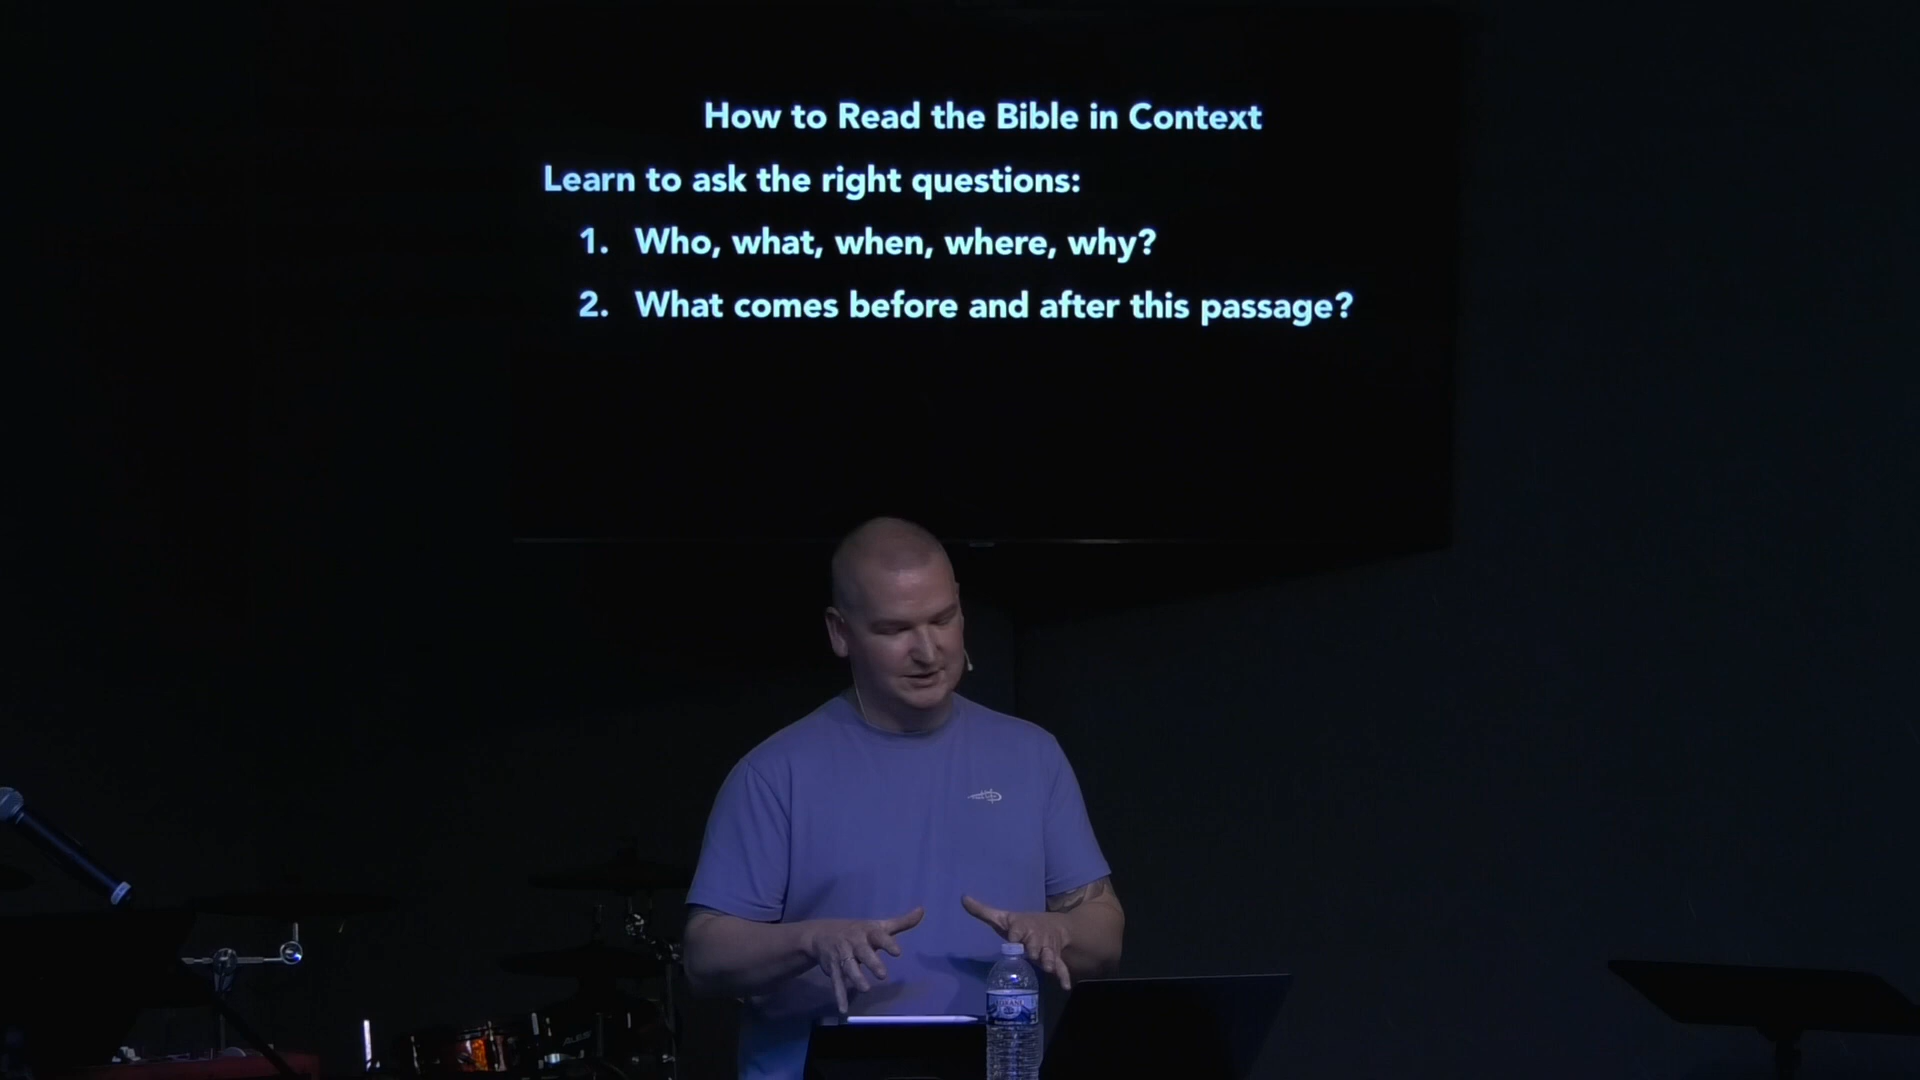 How to Read the Bible in Context
Learn to ask the right questions:
1. Who, what, when, where, why?
2. What comes before and after this passage?